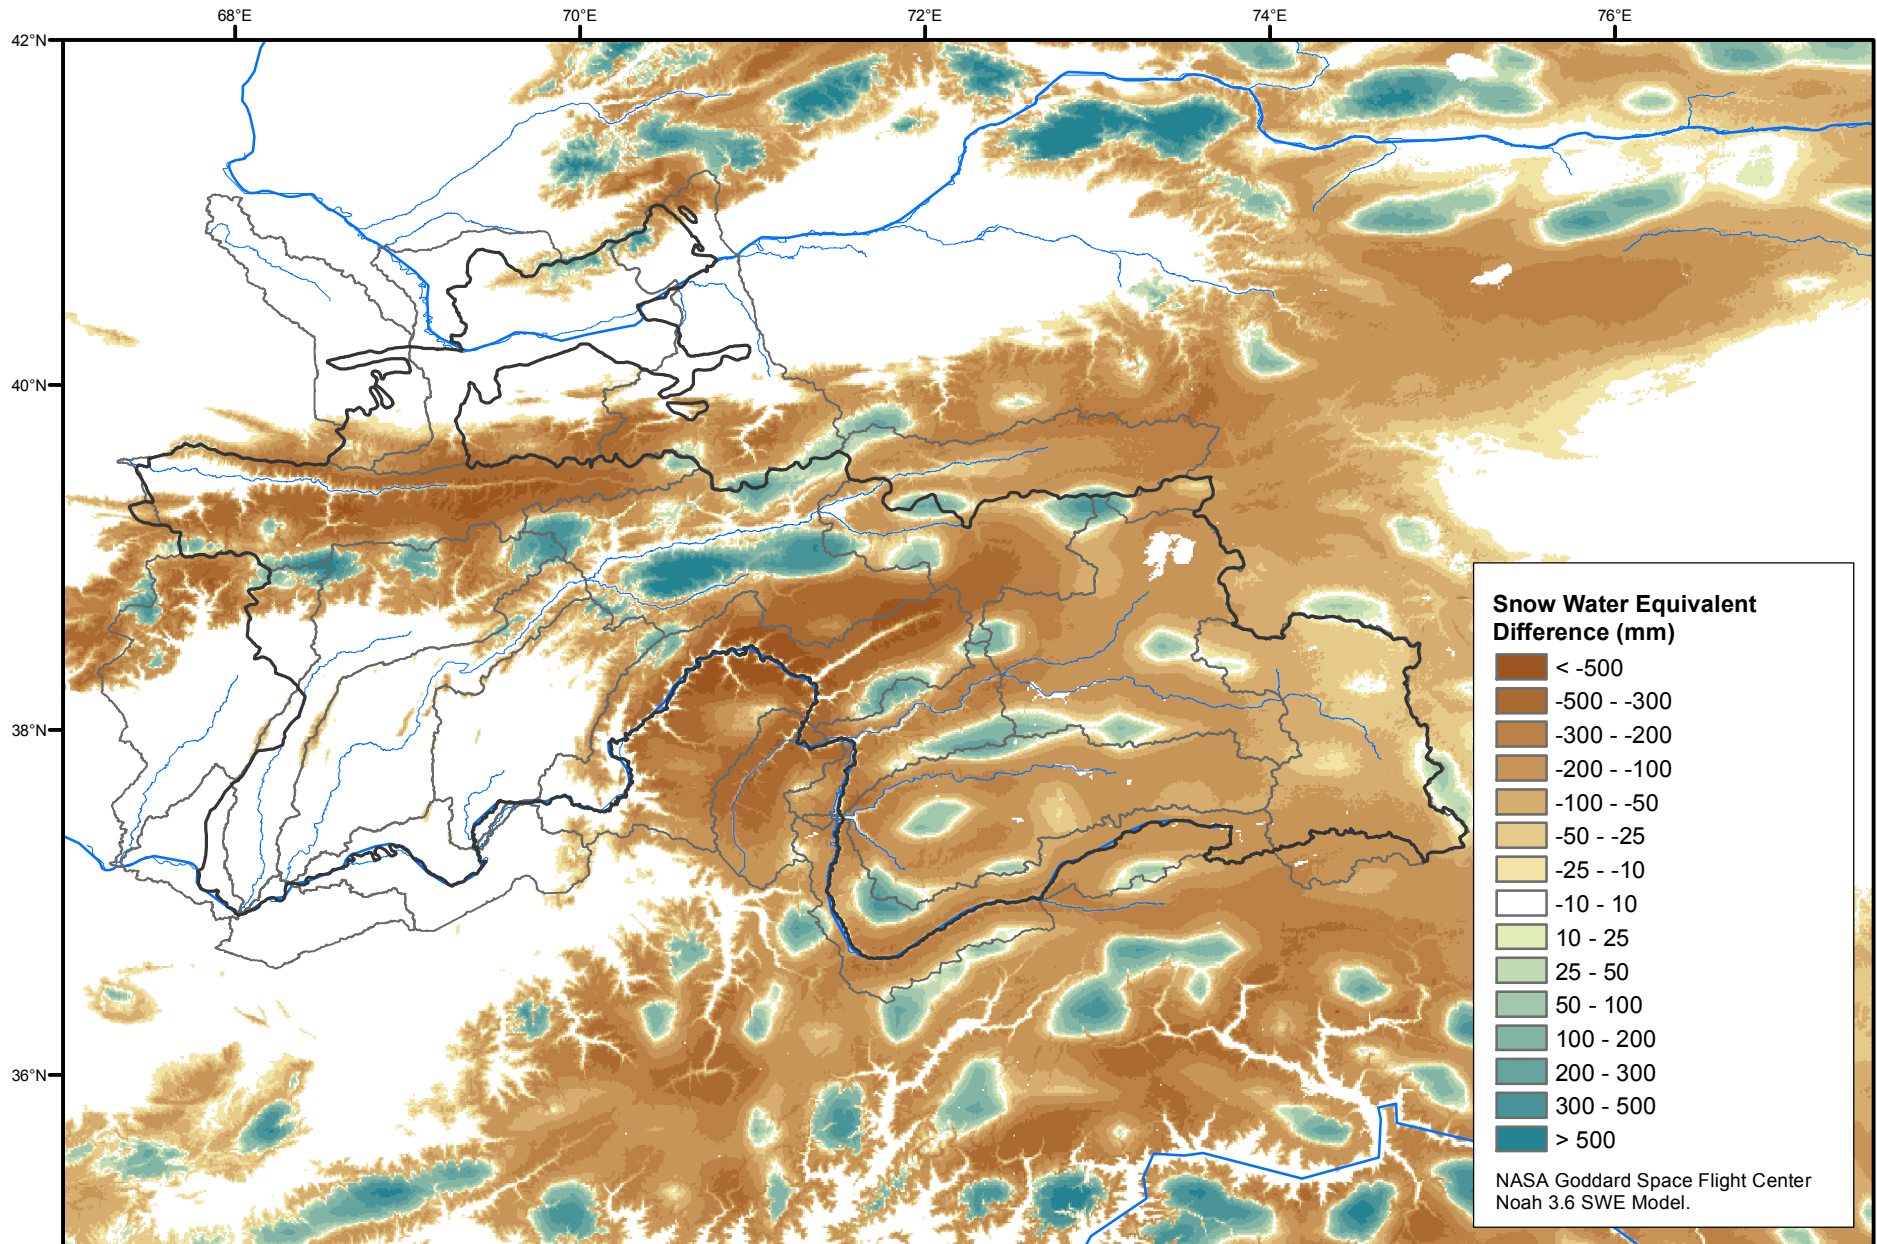 68°E
70°E
72°E
74°E
76°E
42°N
40°N
38°N
36°N
Snow Water Equivalent
Difference (mm)
< -500
-500 - -300
-300 - -200
-200 - -100
-100 - -50
-50 - -25
-25 - -10
-10 - 10
10 - 25
25 - 50
50 - 100
100 - 200
200 - 300
300 - 500
> 500
NASA Goddard Space Flight Center
Noah 3.6 SWE Model.